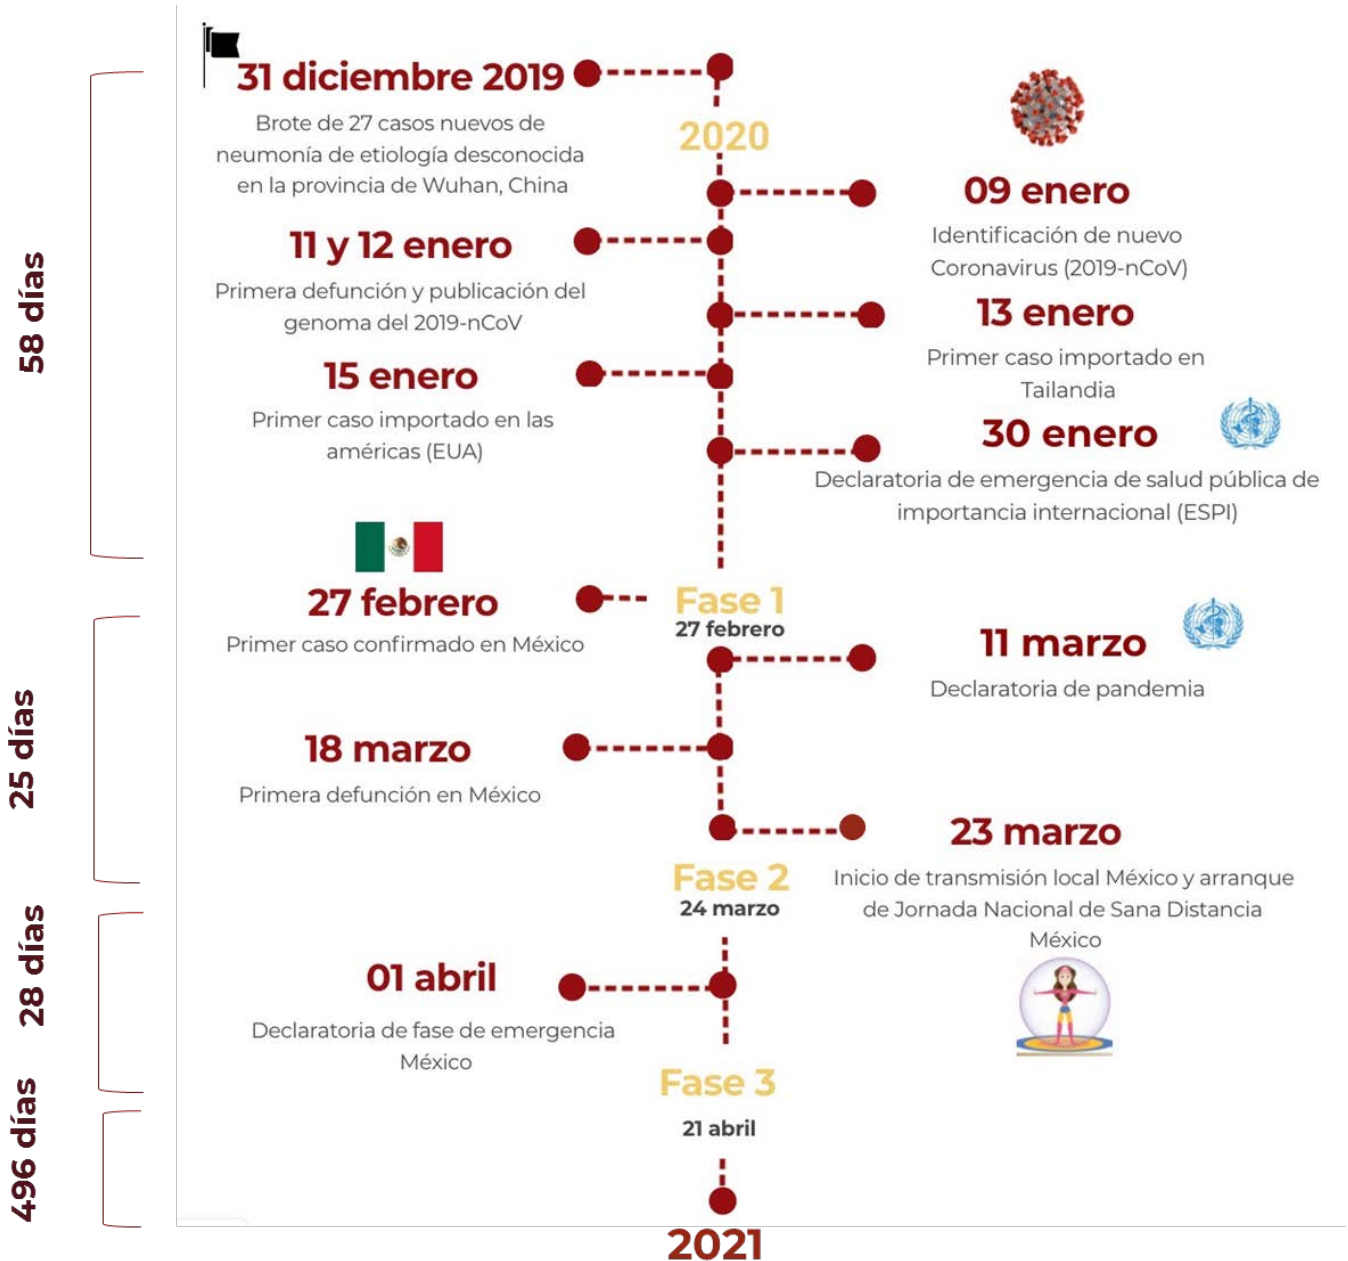 31 diciembre 2019
Brote de 27 casos nuevos de
neumonía de etiología desconocida
en la provincia de Wuhan, China
2020
09 enero
Identificación de nuevo
Coronavirus (2019-nCoV)
11 y 12 enero
Primera defunción y publicación del
genoma del 2019-nCoV
13 enero
Primer caso importado en
Tailandia
15 enero
Primer caso importado en las
américas (EUA)
30 enero
Declaratoria de emergencia de salud pública de
importancia internacional (ESPI)
58 días
27 febrero
Primer caso confirmado en México
Fase 1
27 febrero
11 marzo
Declaratoria de pandemia
18 marzo
Primera defunción en México
23 marzo
Inicio de transmisión local México y arranque
de Jornada Nacional de Sana Distancia
México
25 días
Fase 2
24 marzo
01 abril
Declaratoria de fase de emergencia
México
28 días
Fase 3
21 abril
496 días
2021